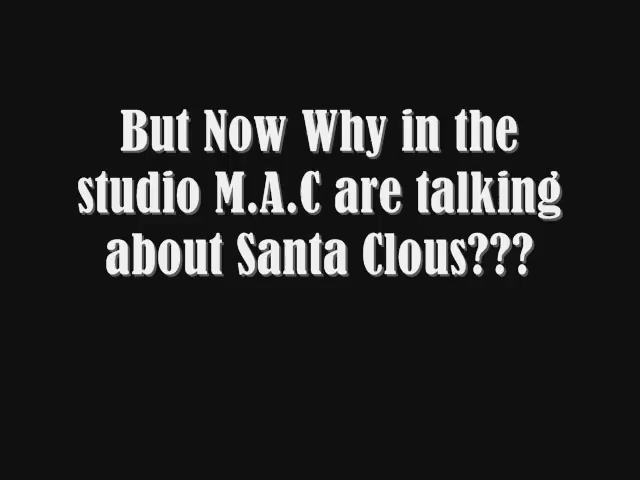 But Now Why in the
studio M.A.C are talking
about Santa Clous???